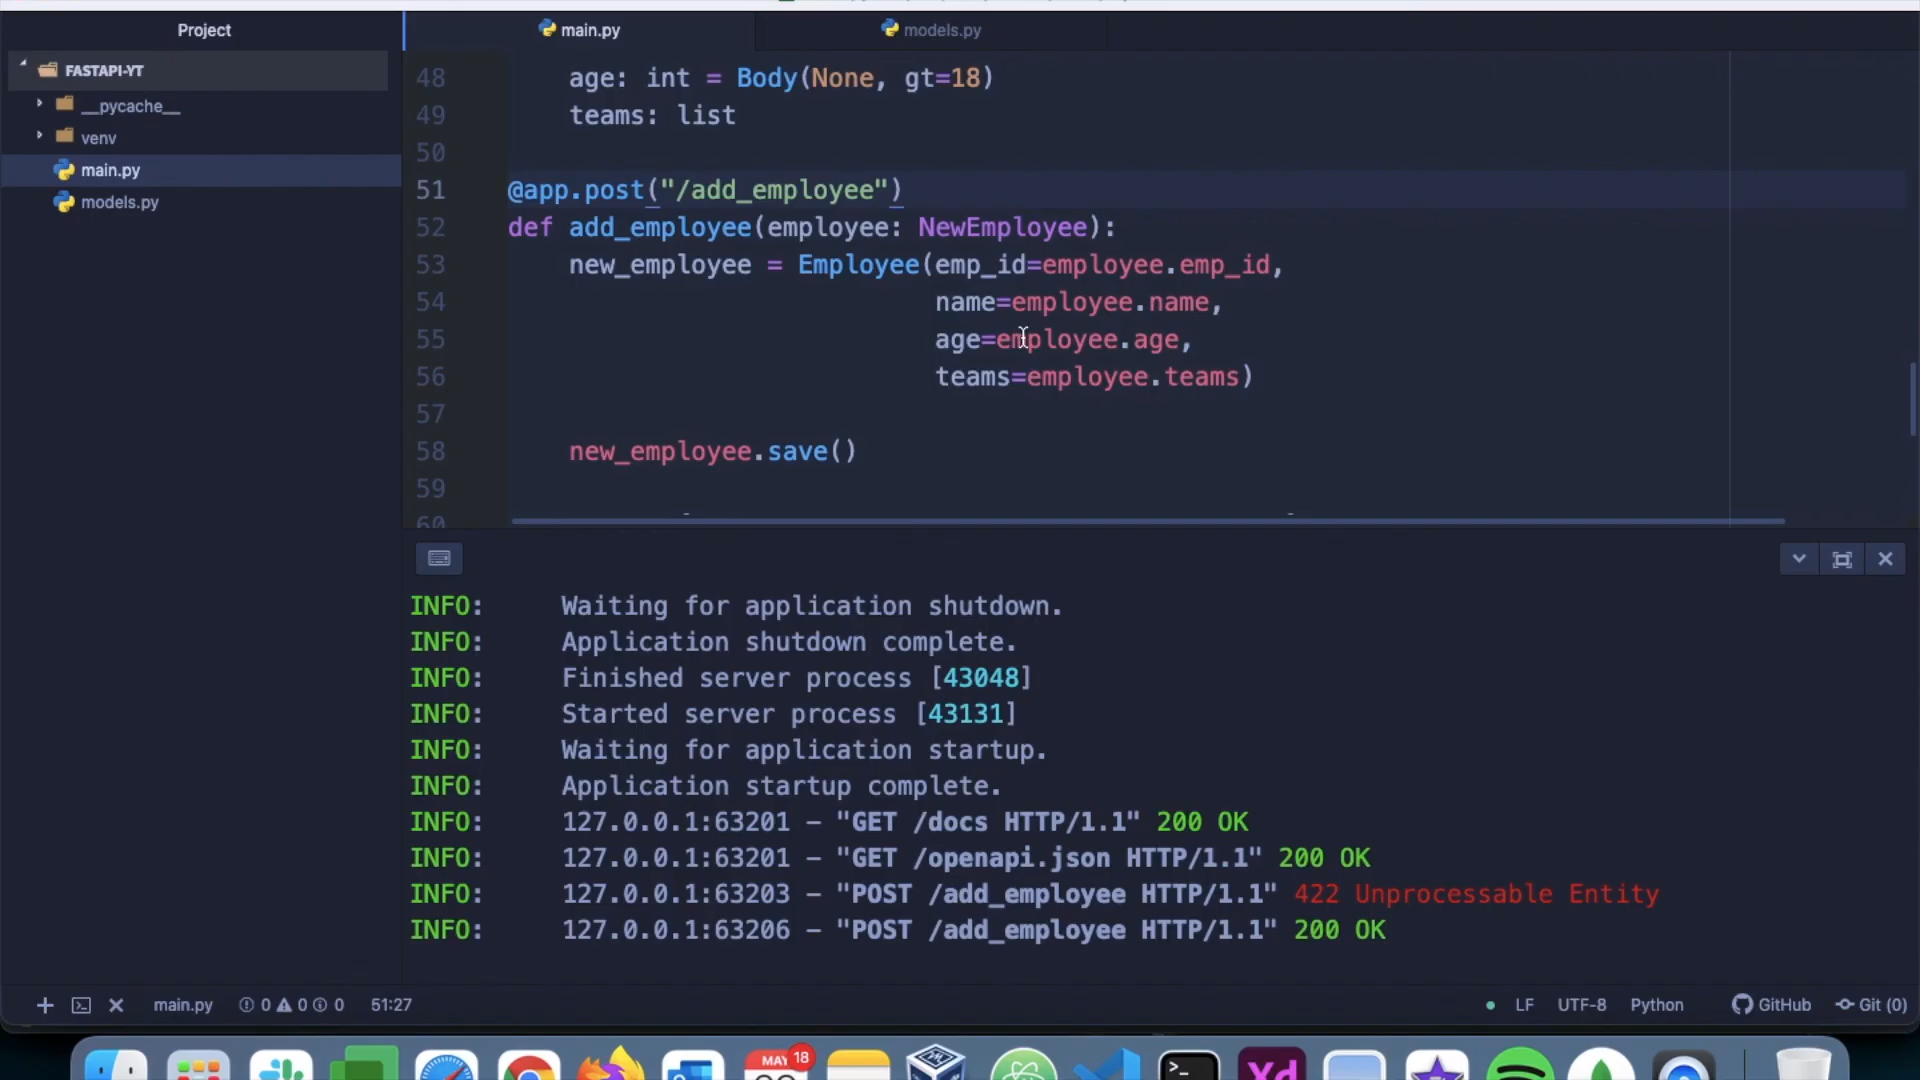 Project
main.py
models.py
FASTAPI-YT
__pycache__
venv
main.py
models.py
48 age: int = Body(None, gt=18)
49 teams: list
50
51 @app.post("/add_employee")
52 def add_employee(employee: NewEmployee):
53 new_employee = Employee(emp_id=employee.emp_id,
54 name=employee.name,
55 age=employee.age,
56 teams=employee.teams)
57
58 new_employee.save()
59
60
INFO: Waiting for application shutdown.
INFO: Application shutdown complete.
INFO: Finished server process [43048]
INFO: Started server process [43131]
INFO: Waiting for application startup.
INFO: Application startup complete.
INFO: 127.0.0.1:63201 – "GET /docs HTTP/1.1" 200 OK
INFO: 127.0.0.1:63201 – "GET /openapi.json HTTP/1.1" 200 OK
INFO: 127.0.0.1:63203 – "POST /add_employee HTTP/1.1" 422 Unprocessable Entity
INFO: 127.0.0.1:63206 – "POST /add_employee HTTP/1.1" 200 OK
main.py 0 0 0 51:27 LF UTF-8 Python GitHub Git (0)
MAY 18
Xd